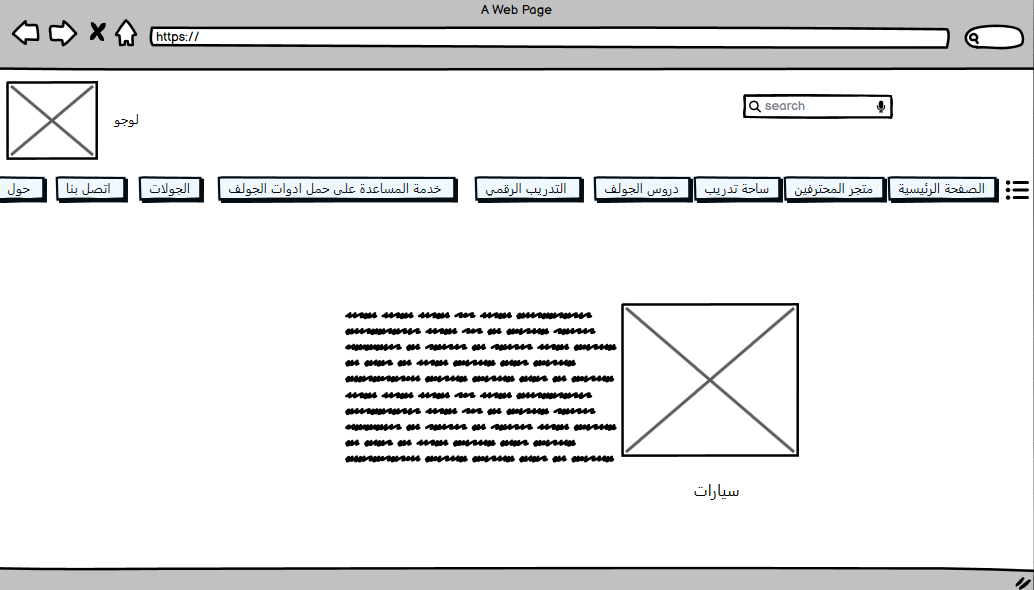 A Web Page
https://
search
لوجو
الصفحة الرئيسية
متجر المحترفين
ساحة تدريب
دروس الجولف
التدريب الرقمي
خدمة المساعدة على حمل ادوات الجولف
الجولات
اتصل بنا
حول
سيارات